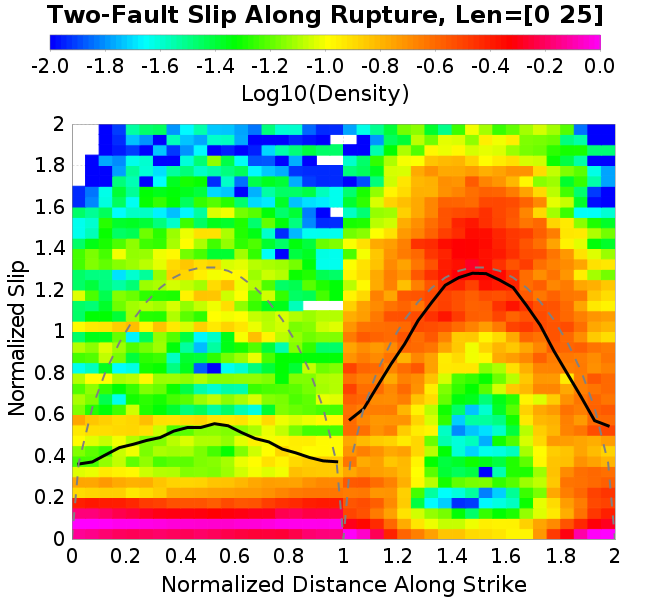 Two-Fault Slip Along Rupture, Len=[0 25]
-2.0 -1.8 -1.6 -1.4 -1.2 -1.0 -0.8 -0.6 -0.4 -0.2 0.0
Log10(Density)
2
1.8
1.6
1.4
1.2
1
0.8
0.6
0.4
0.2
0
Normalized Slip
0 0.2 0.4 0.6 0.8 1 1.2 1.4 1.6 1.8 2
Normalized Distance Along Strike